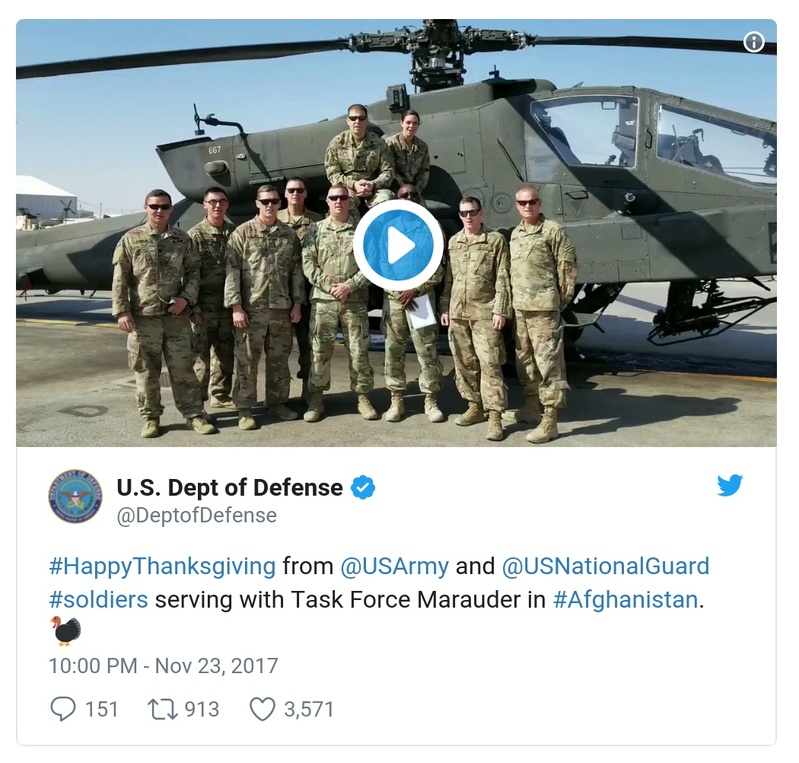 667
U.S. Dept of Defense
@DeptofDefense
#HappyThanksgiving from @USArmy and @USNationalGuard
#soldiers serving with Task Force Marauder in #Afghanistan.
🦃
10:00 PM - Nov 23, 2017
151 913 3,571